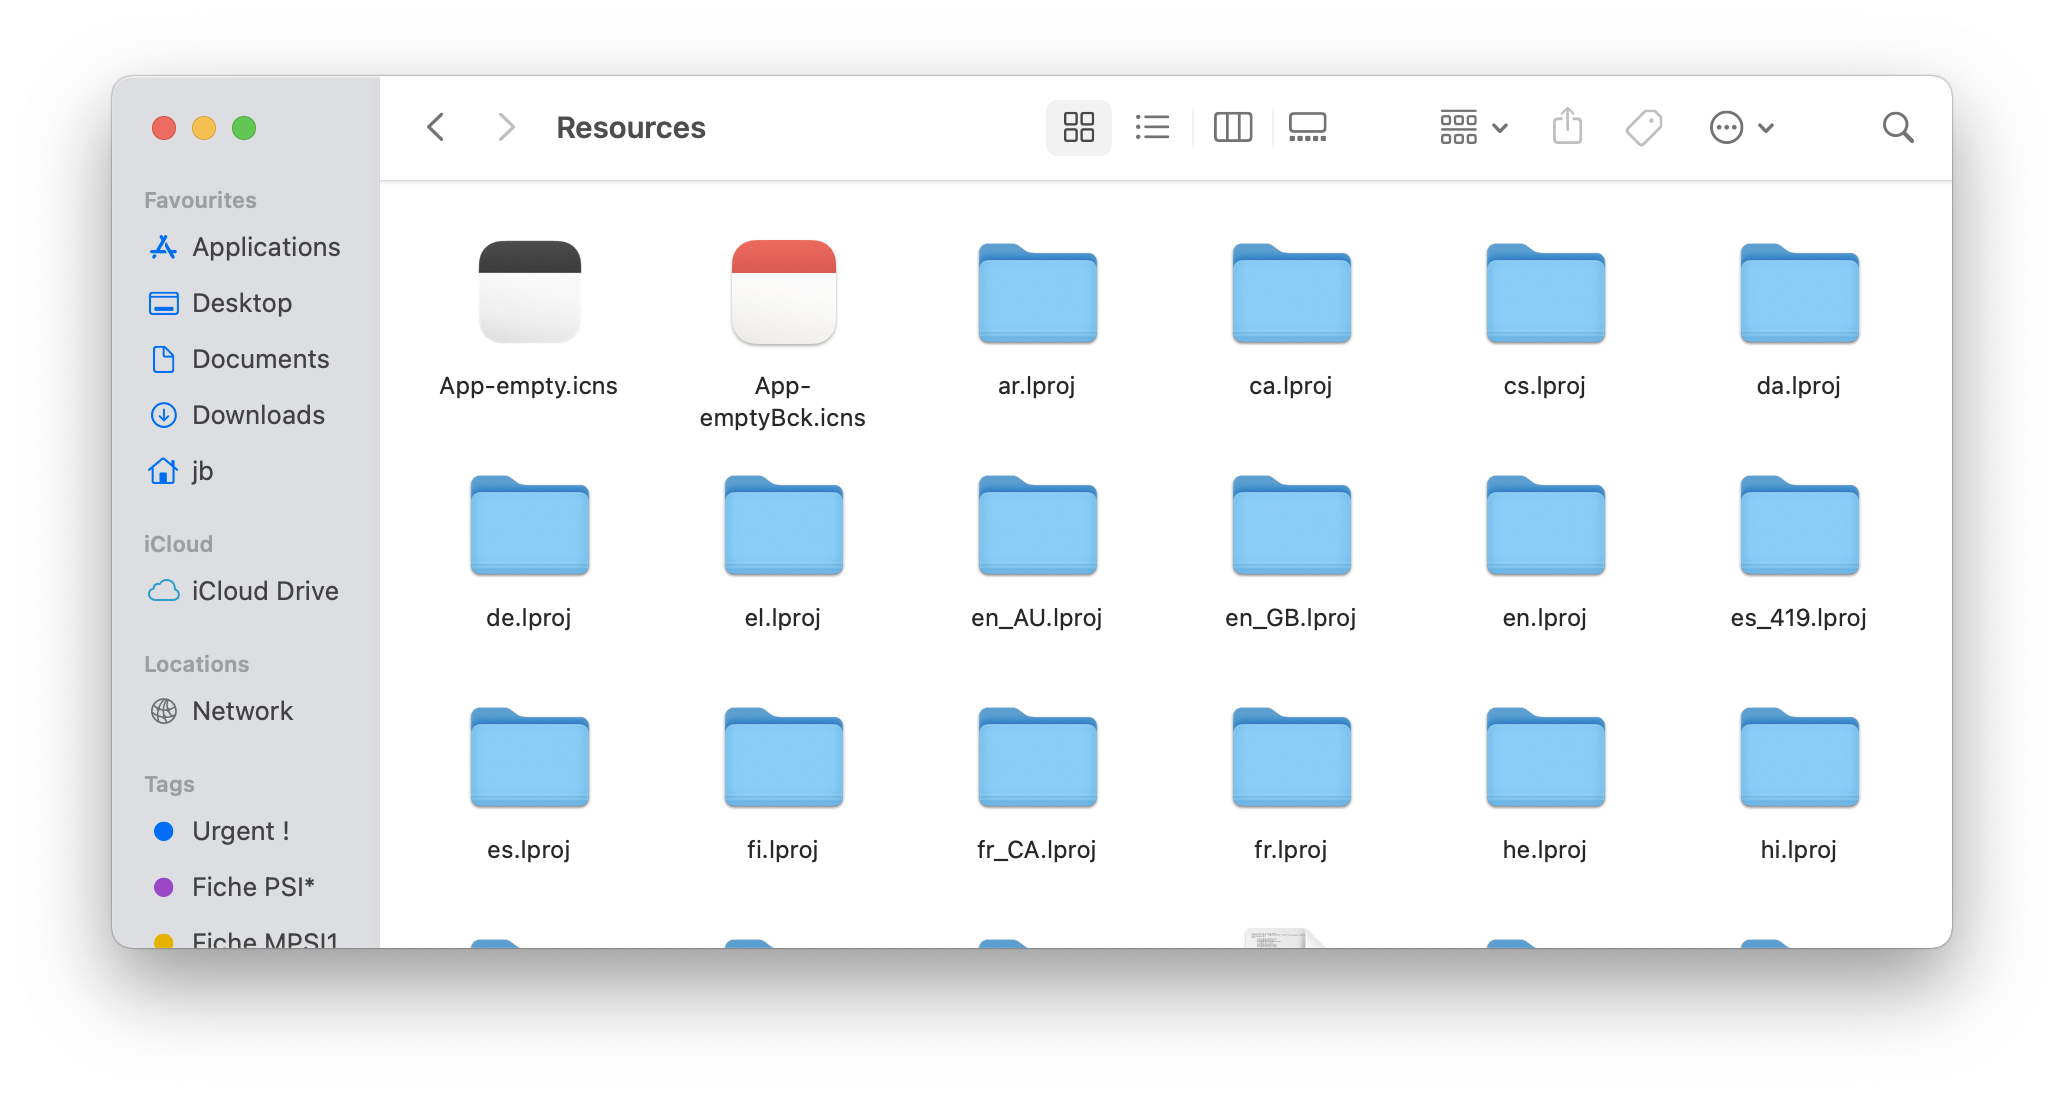 Resources
Favourites
Applications
Desktop
Documents
Downloads
jb
iCloud
iCloud Drive
Locations
Network
Tags
Urgent !
Fiche PSI*
Fiche MPSI1
App-empty.icns
App-
emptyBck.icns
ar.lproj
ca.lproj
cs.lproj
da.lproj
de.lproj
el.lproj
en_AU.lproj
en_GB.lproj
en.lproj
es_419.lproj
es.lproj
fi.lproj
fr_CA.lproj
fr.lproj
he.lproj
hi.lproj